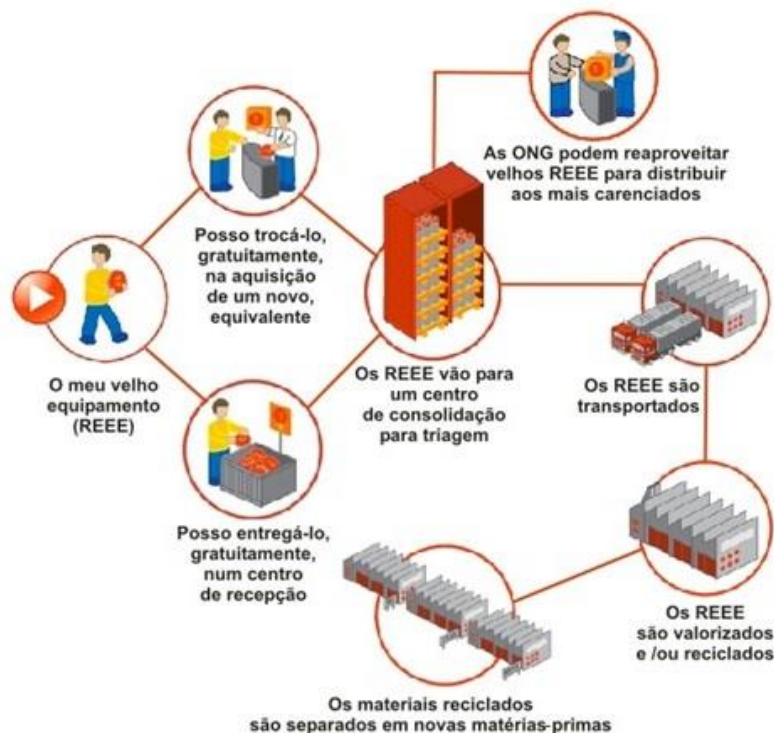 As ONG podem reaproveitar
velhos REEE para distribuir
aos mais carenciados
Posso trocá-lo,
gratuitamente,
na aquisição
de um novo,
equivalente
O meu velho
equipamento
(REEE)
Os REEE vão para
um centro
de consolidação
para triagem
Os REEE são
transportados
Posso entregá-lo,
gratuitamente,
num centro
de recepção
Os REEE
são valorizados
e /ou reciclados
Os materiais reciclados
são separados em novas matérias-primas